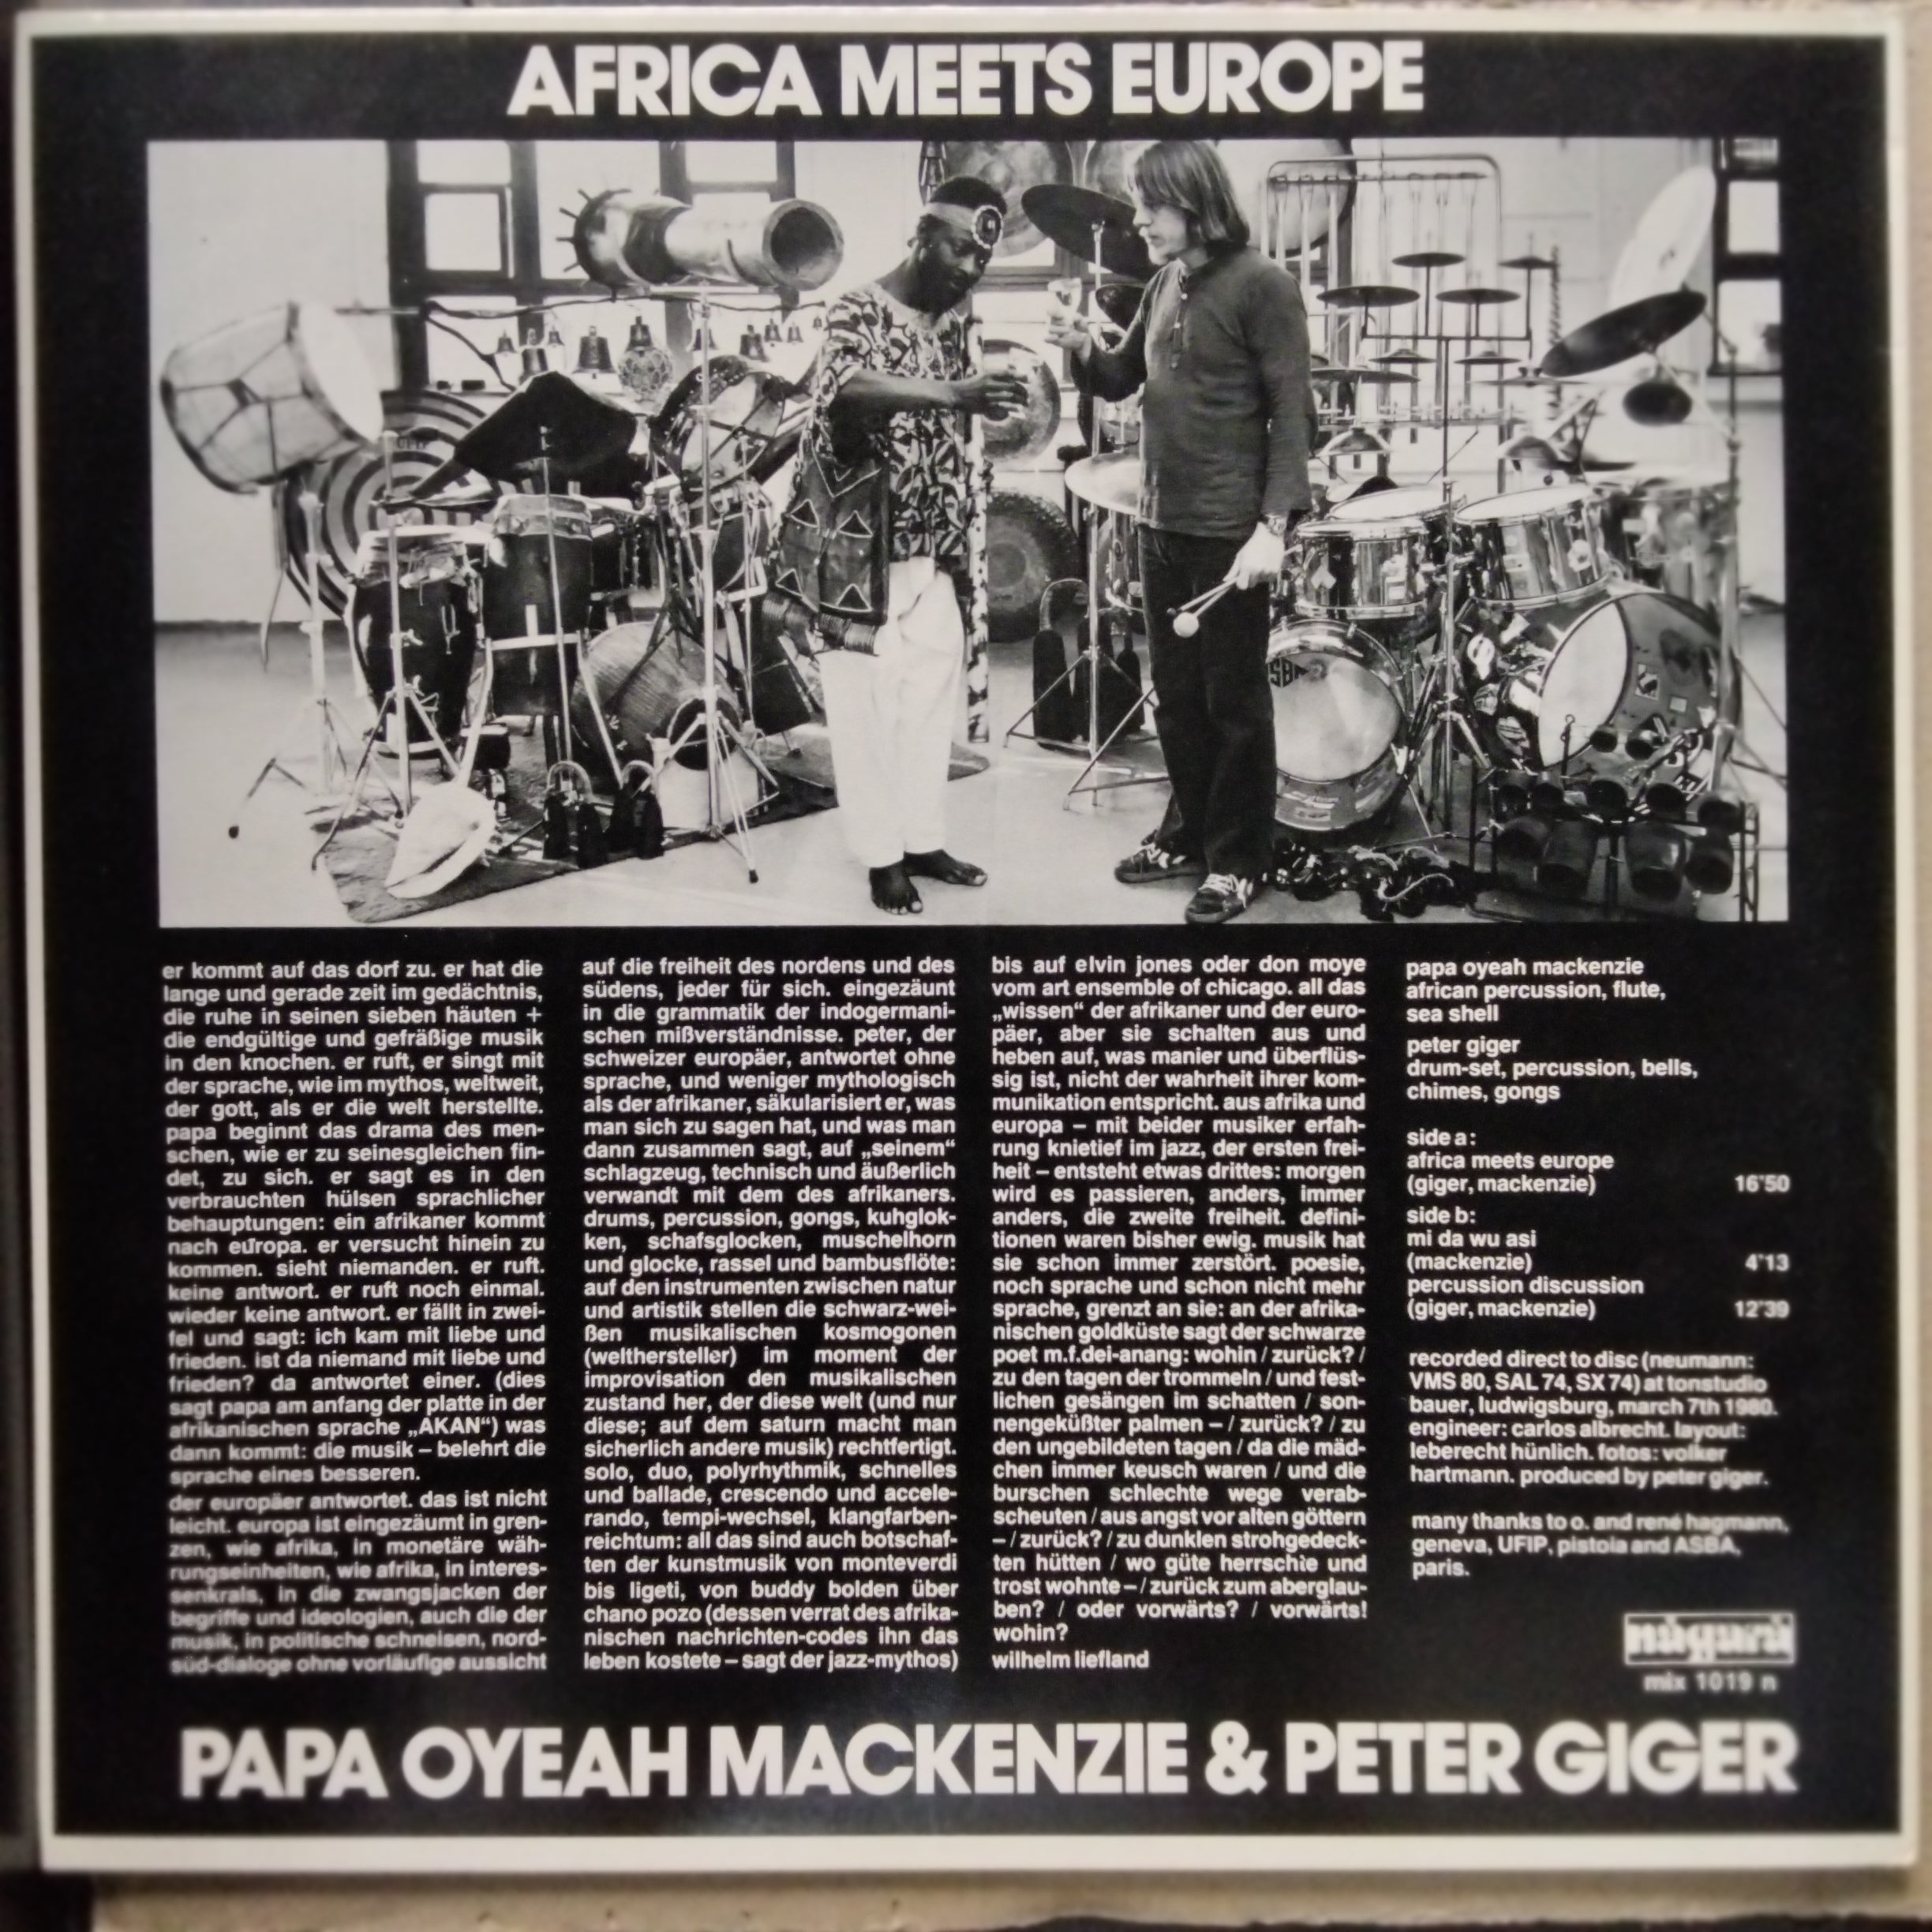 AFRICA MEETS EUROPE
er kommt auf das dorf zu. er hat die
lange und gerade zeit im gedächtnis,
die ruhe in seinen sieben häuten +
die endgültige und gefräßige musik
in den knochen. er ruft, er singt mit
der sprache, wie im mythos, weltweit,
der gott, als er die welt herstellte.
papa beginnt das drama des men-
schen, wie er zu seinesgleichen fin-
det, zu sich. er sagt es in den
verbrauchten hülsen sprachlicher
behauptungen: ein afrikaner kommt
nach europa. er versucht hinein zu
kommen. sieht niemanden. er ruft.
keine antwort. er ruft noch einmal.
wieder keine antwort. er fällt in zwei-
fel und sagt: ich kam mit liebe und
frieden. ist da niemand mit liebe und
frieden? da antwortet einer. (dies
sagt papa am anfang der platte in der
afrikanischen sprache „AKAN“) was
dann kommt: die musik – belehrt die
sprache eines besseren.
der europäer antwortet. das ist nicht
leicht. europa ist eingezäumt in gren-
zen, wie afrika, in monetäre wäh-
rungseinheiten, wie afrika, in interes-
senkrals, in die zwangsjacken der
begriffe und ideologien, auch die der
musik, in politische schneisen, nord-
süd-dialoge ohne vorläufige aussicht
auf die freiheit des nordens und des
südens, jeder für sich. eingezäunt
in die grammatik der indogermani-
schen mißverständnisse. peter, der
schweizer europäer, antwortet ohne
sprache, und weniger mythologisch
als der afrikaner, säkularisiert er, was
man sich zu sagen hat, und was man
dann zusammen sagt, auf „seinem“
schlagzeug, technisch und äußerlich
verwandt mit dem des afrikaners.
drums, percussion, gongs, kuhglok-
ken, schafsglocken, muschelhorn
und glocke, rassel und bambusflöte:
auf den instrumenten zwischen natur
und artistik stellen die schwarz-wei-
ßen musikalischen kosmogonen
(welthersteller) im moment der
improvisation den musikalischen
zustand her, der diese welt (und nur
diese; auf dem saturn macht man
sicherlich andere musik) rechtfertigt.
solo, duo, polyrhythmik, schnelles
und ballade, crescendo und accele-
rando, tempi-wechsel, klangfarben-
reichtum: all das sind auch botschaf-
ten der kunstmusik von monteverdi
bis ligeti, von buddy bolden über
chano pozo (dessen verrat des afrika-
nischen nachrichten-codes ihn das
leben kostete – sagt der jazz-mythos)
bis auf elvin jones oder don moye
vom art ensemble of chicago. all das
„wissen“ der afrikaner und der euro-
päer, aber sie schalten aus und
heben auf, was manier und überflüs-
sig ist, nicht der wahrheit ihrer kom-
munikation entspricht. aus afrika und
europa – mit beider musiker erfah-
rung knietief im jazz, der ersten frei-
heit – entsteht etwas drittes: morgen
wird es passieren, anders, immer
anders, die zweite freiheit. defini-
tionen waren bisher ewig. musik hat
sie schon immer zerstört. poesie,
noch sprache und schon nicht mehr
sprache, grenzt an sie: an der afrika-
nischen goldküste sagt der schwarze
poet m.f.dei-anang: wohin / zurück? /
zu den tagen der trommeln / und fest-
lichen gesängen im schatten / son-
nengeküßter palmen – / zurück? / zu
den ungebildeten tagen / da die mäd-
chen immer keusch waren / und die
burschen schlechte wege verab-
scheuten / aus angst vor alten göttern
– / zurück? / zu dunklen strohgedeck-
ten hütten / wo güte herrschte und
trost wohnte – / zurück zum aberglau-
ben? / oder vorwärts? / vorwärts!
wohin?
wilhelm liefland
papa oyeah mackenzie
african percussion, flute,
sea shell
peter giger
drum-set, percussion, bells,
chimes, gongs
side a:
africa meets europe
(giger, mackenzie) 16'50
side b:
mi da wu asi
(mackenzie) 4'13
percussion discussion
(giger, mackenzie) 12'39
recorded direct to disc (neumann:
VMS 80, SAL 74, SX 74) at tonstudio
bauer, ludwigsburg, march 7th 1980.
engineer: carlos albrecht. layout:
leberecht hünlich. fotos: volker
hartmann. produced by peter giger.
many thanks to o. and rené hagmann,
geneva, UFIP, pistoia and ASBA,
paris.
nagara
mix 1019 n
PAPA OYEAH MACKENZIE & PETER GIGER